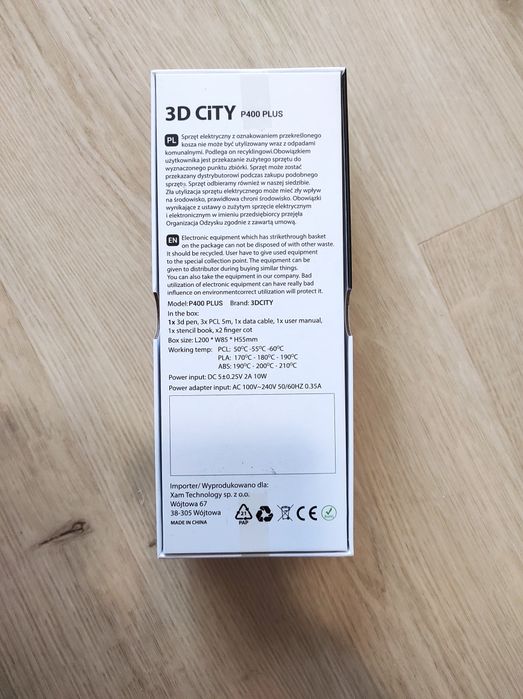 3D CiTY P400 PLUS
PL Sprzęt elektryczny z oznakowaniem przekreślonego
kosza nie może być utylizowany wraz z odpadami
komunalnymi. Podlega on recyklingowi.Obowiązkiem
użytkownika jest przekazanie zużytego sprzętu do
wyznaczonego punktu zbiórki. Sprzęt może zostać
przekazany dystrybutorowi podczas zakupu podobnego
sprzętu. Sprzęt odbieramy również w naszej siedzibie.
Zła utylizacja sprzętu elektrycznego może mieć zły wpływ
na środowisko, prawidłowa chroni środowisko. Obowiązki
wynikające z ustawy o zużytym sprzęcie elektrycznym
i elektronicznym w imieniu przedsiębiorcy przejęła
Organizacja Odzysku zgodnie z zawartą umową.
EN Electronic equipment which has strikethrough basket
on the package can not be disposed of with other waste.
It should be recycled. User have to give used equipment
to the special collection point. The equipment can be
given to distributor during buying similar things.
You can also take the equipment in our company. Bad
utilization of electronic equipment can have really bad
influence on environmentcorrect utilization will protect it.
Model:P400 PLUS Brand: 3DCITY
In the box:
1x 3d pen, 3x PCL 5m, 1x data cable, 1x user manual,
1x stencil book, x2 finger cot
Box size: L200 * W85 * H55mm
Working temp: PCL: 50°C -55°C -60°C
PLA: 170°C - 180°C - 190°C
ABS: 190°C - 200°C - 210°C
Power input: DC 5±0.25V 2A 10W
Power adapter input: AC 100V~240V 50/60HZ 0.35A
Importer/ Wyprodukowano dla:
Xam Technology sp. z o.o.
Wójtowa 67
38-305 Wójtowa
MADE IN CHINA
21
PAP
CE